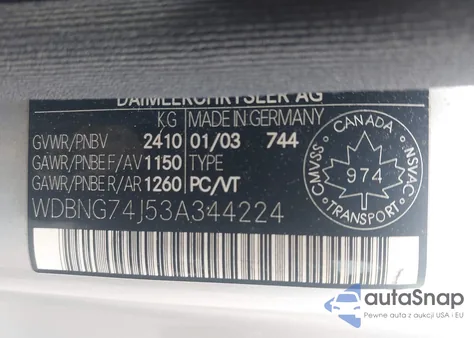 DAIMLERCHRYSLER AG
KG MADE IN GERMANY
GVWR/PNBV 2410 01/03 744
GAWR/PNBE F/AV 1150 TYPE
GAWR/PNBE R/AR 1260 PC/VT
WDBNG74J53A344224
CANADA
CMVSS NSVAC
974
TRANSPORT
autoSnap
Pewne auta z aukcji USA i EU